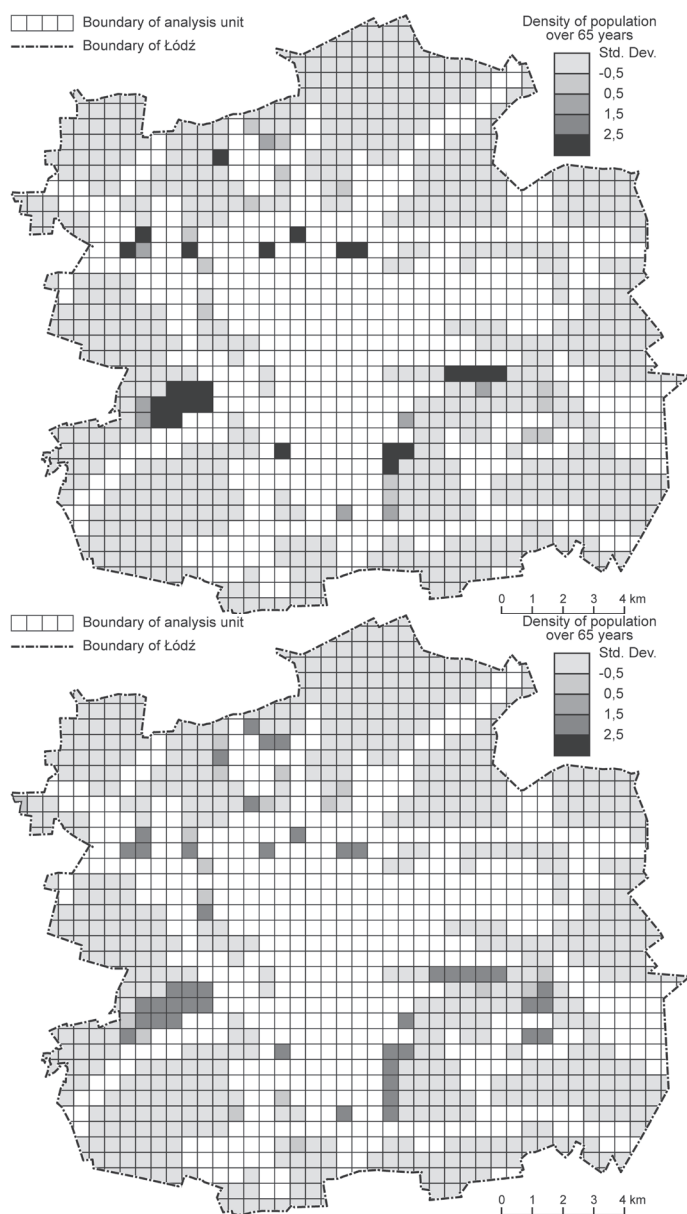 Boundary of analysis unit
Boundary of Łódź
Density of population
over 65 years
Std. Dev.
-0,5
0,5
1,5
2,5
0 1 2 3 4 km
Boundary of analysis unit
Boundary of Łódź
Density of population
over 65 years
Std. Dev.
-0,5
0,5
1,5
2,5
0 1 2 3 4 km